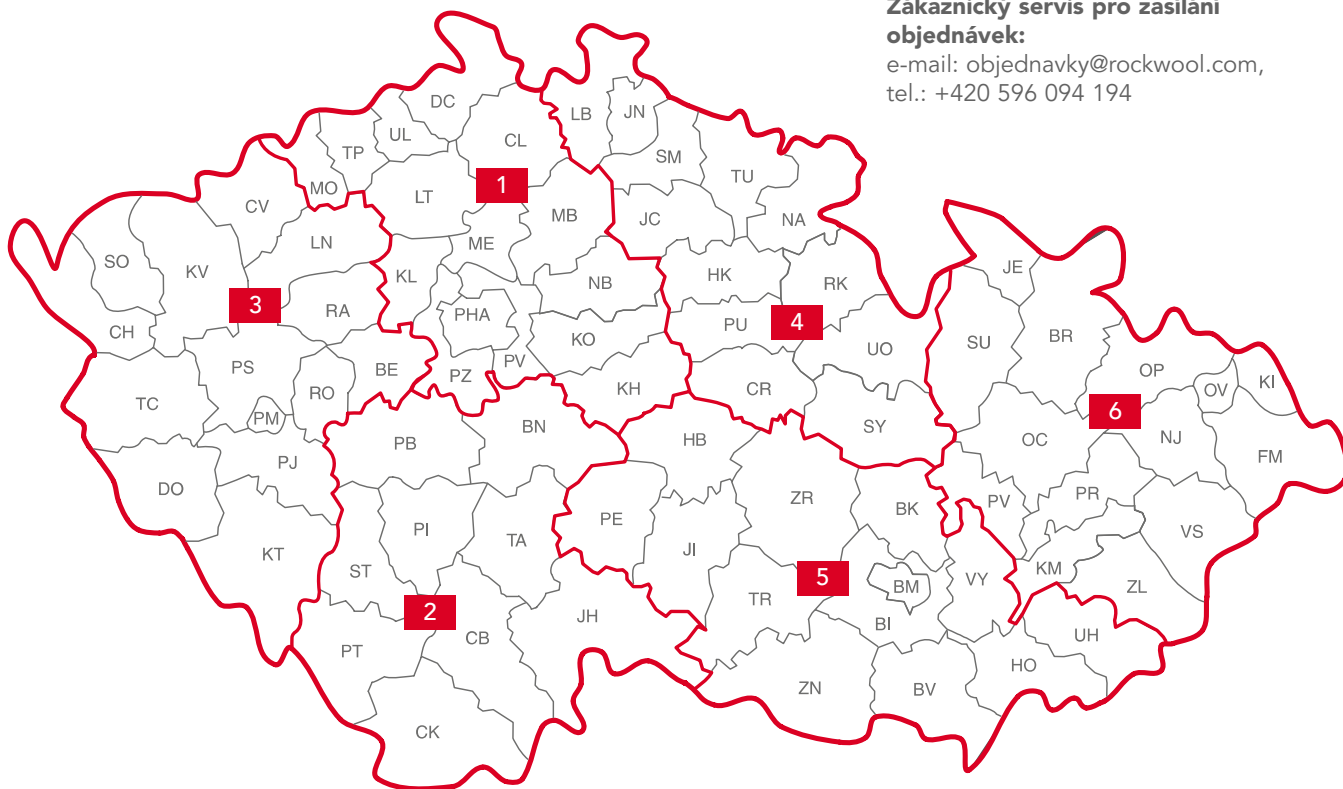 Zákaznický servis pro zasílání
objednávek:
e-mail: objednavky@rockwool.com,
tel.: +420 596 094 194
DC
LB
JN
UL
CL
TP
SM
MO
LT
1
TU
CV
MB
JC
NA
LN
ME
SO
KV
KL
NB
HK
RK
JE
3
RA
PHA
PU
4
CH
KO
SU
BR
PS
BE
PZ
PV
UO
OP
KI
TC
RO
KH
CR
OV
PM
6
BN
SY
PB
HB
OC
NJ
FM
DO
PJ
PV
PR
ZR
BK
VS
PE
PI
TA
JI
KT
ST
5
BM
VY
KM
ZL
2
TR
JH
BI
UH
PT
CB
HO
ZN
BV
CK